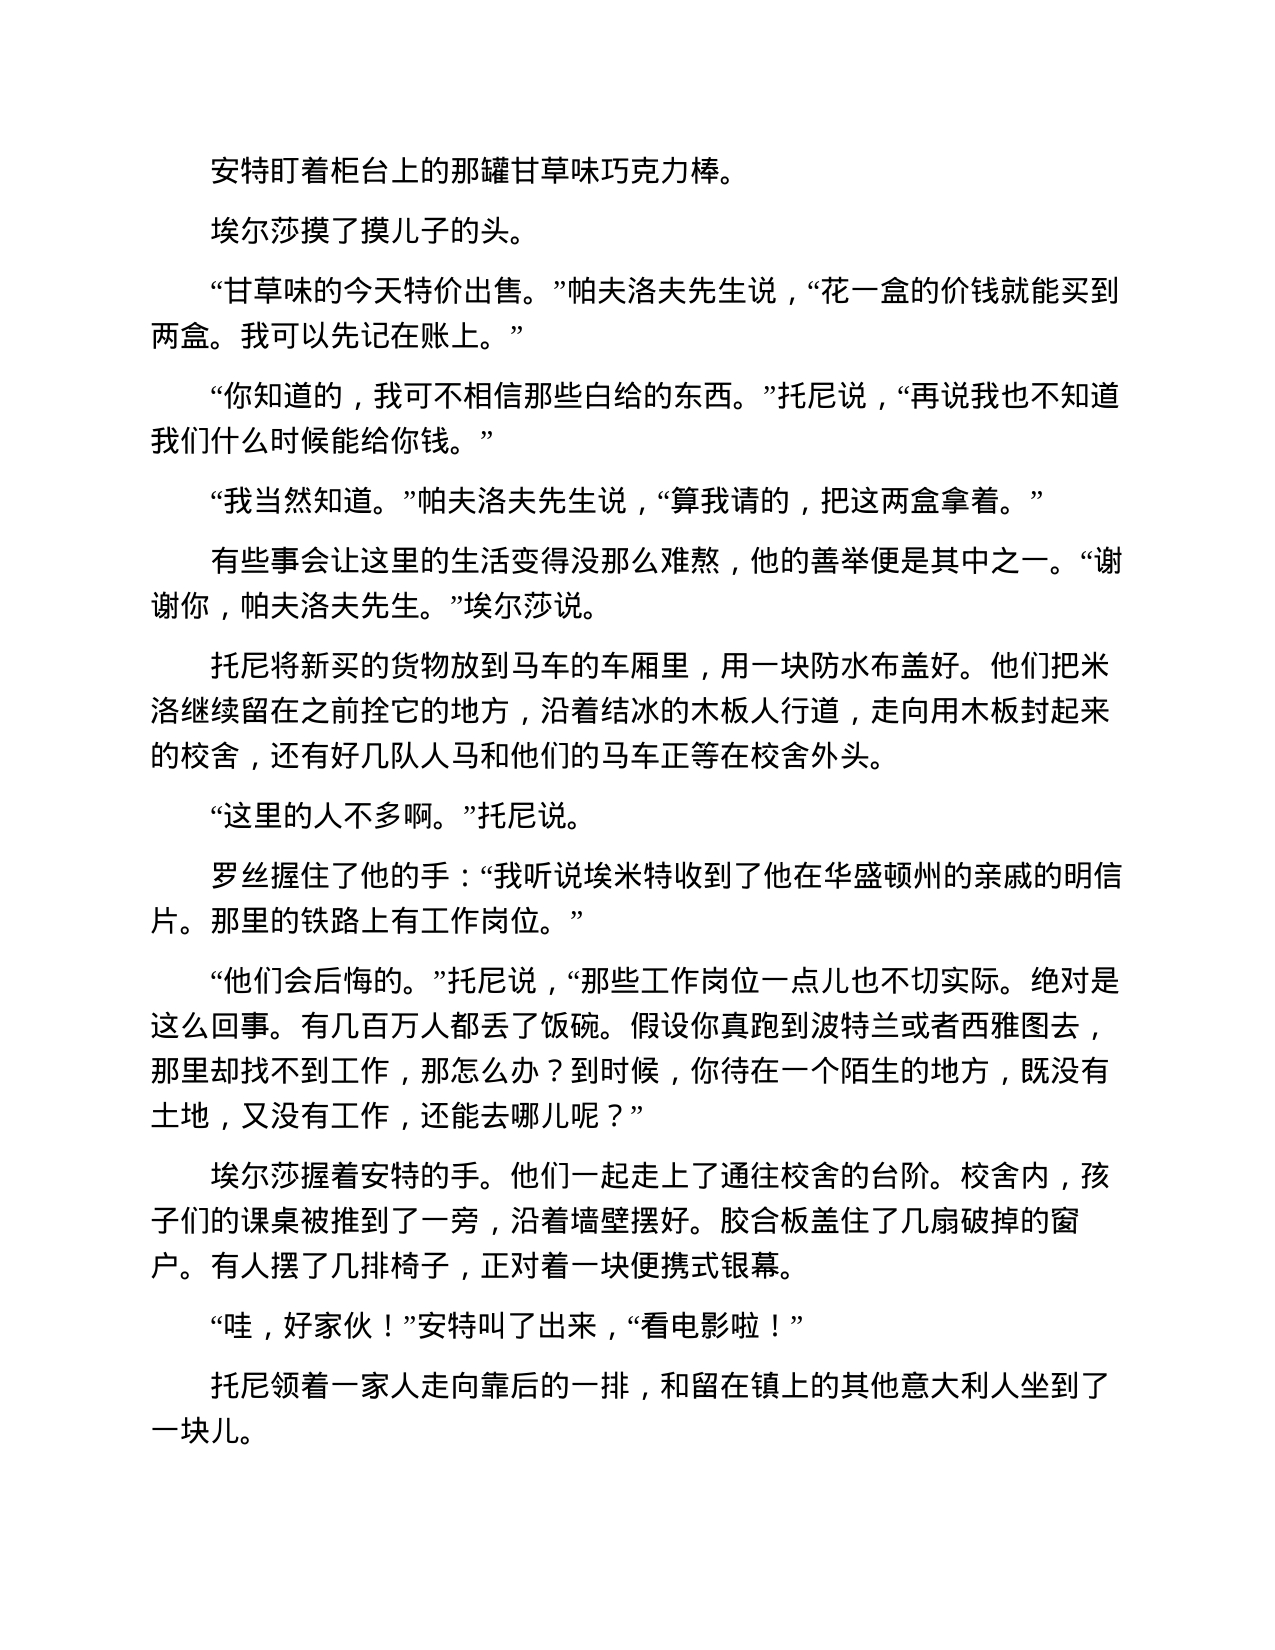 安特盯着柜台上的那罐甘草味巧克力棒。
埃尔莎摸了摸儿子的头。
“甘草味的今天特价出售。”帕夫洛夫先生说，“花一盒的价钱就能买到
两盒。我可以先记在账上。”
“你知道的，我可不相信那些白给的东西。”托尼说，“再说我也不知道
我们什么时候能给你钱。”
“我当然知道。”帕夫洛夫先生说，“算我请的，把这两盒拿着。”
有些事会让这里的生活变得没那么难熬，他的善举便是其中之一。“谢
谢你，帕夫洛夫先生。”埃尔莎说。
托尼将新买的货物放到马车的车厢里，用一块防水布盖好。他们把米
洛继续留在之前拴它的地方，沿着结冰的木板人行道，走向用木板封起来
的校舍，还有好几队人马和他们的马车正等在校舍外头。
“这里的人不多啊。”托尼说。
罗丝握住了他的手：“我听说埃米特收到了他在华盛顿州的亲戚的明信
片。那里的铁路上有工作岗位。”
“他们会后悔的。”托尼说，“那些工作岗位一点儿也不切实际。绝对是
这么回事。有几百万人都丢了饭碗。假设你真跑到波特兰或者西雅图去，
那里却找不到工作，那怎么办？到时候，你待在一个陌生的地方，既没有
土地，又没有工作，还能去哪儿呢？”
埃尔莎握着安特的手。他们一起走上了通往校舍的台阶。校舍内，孩
子们的课桌被推到了一旁，沿着墙壁摆好。胶合板盖住了几扇破掉的窗
户。有人摆了几排椅子，正对着一块便携式银幕。
“哇，好家伙！”安特叫了出来，“看电影啦！”
托尼领着一家人走向靠后的一排，和留在镇上的其他意大利人坐到了
一块儿。